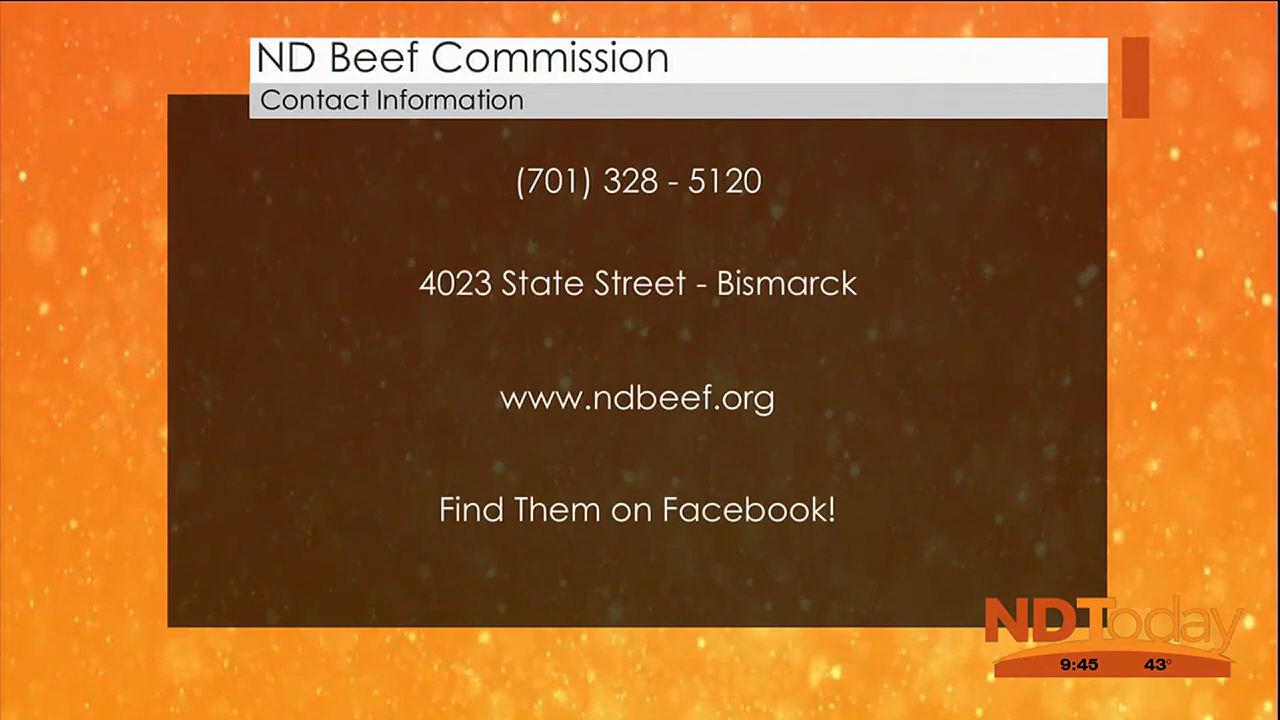 ND Beef Commission
Contact Information
(701) 328 - 5120
4023 State Street - Bismarck
www.ndbeef.org
Find Them on Facebook!
NDToday
9:45 43°